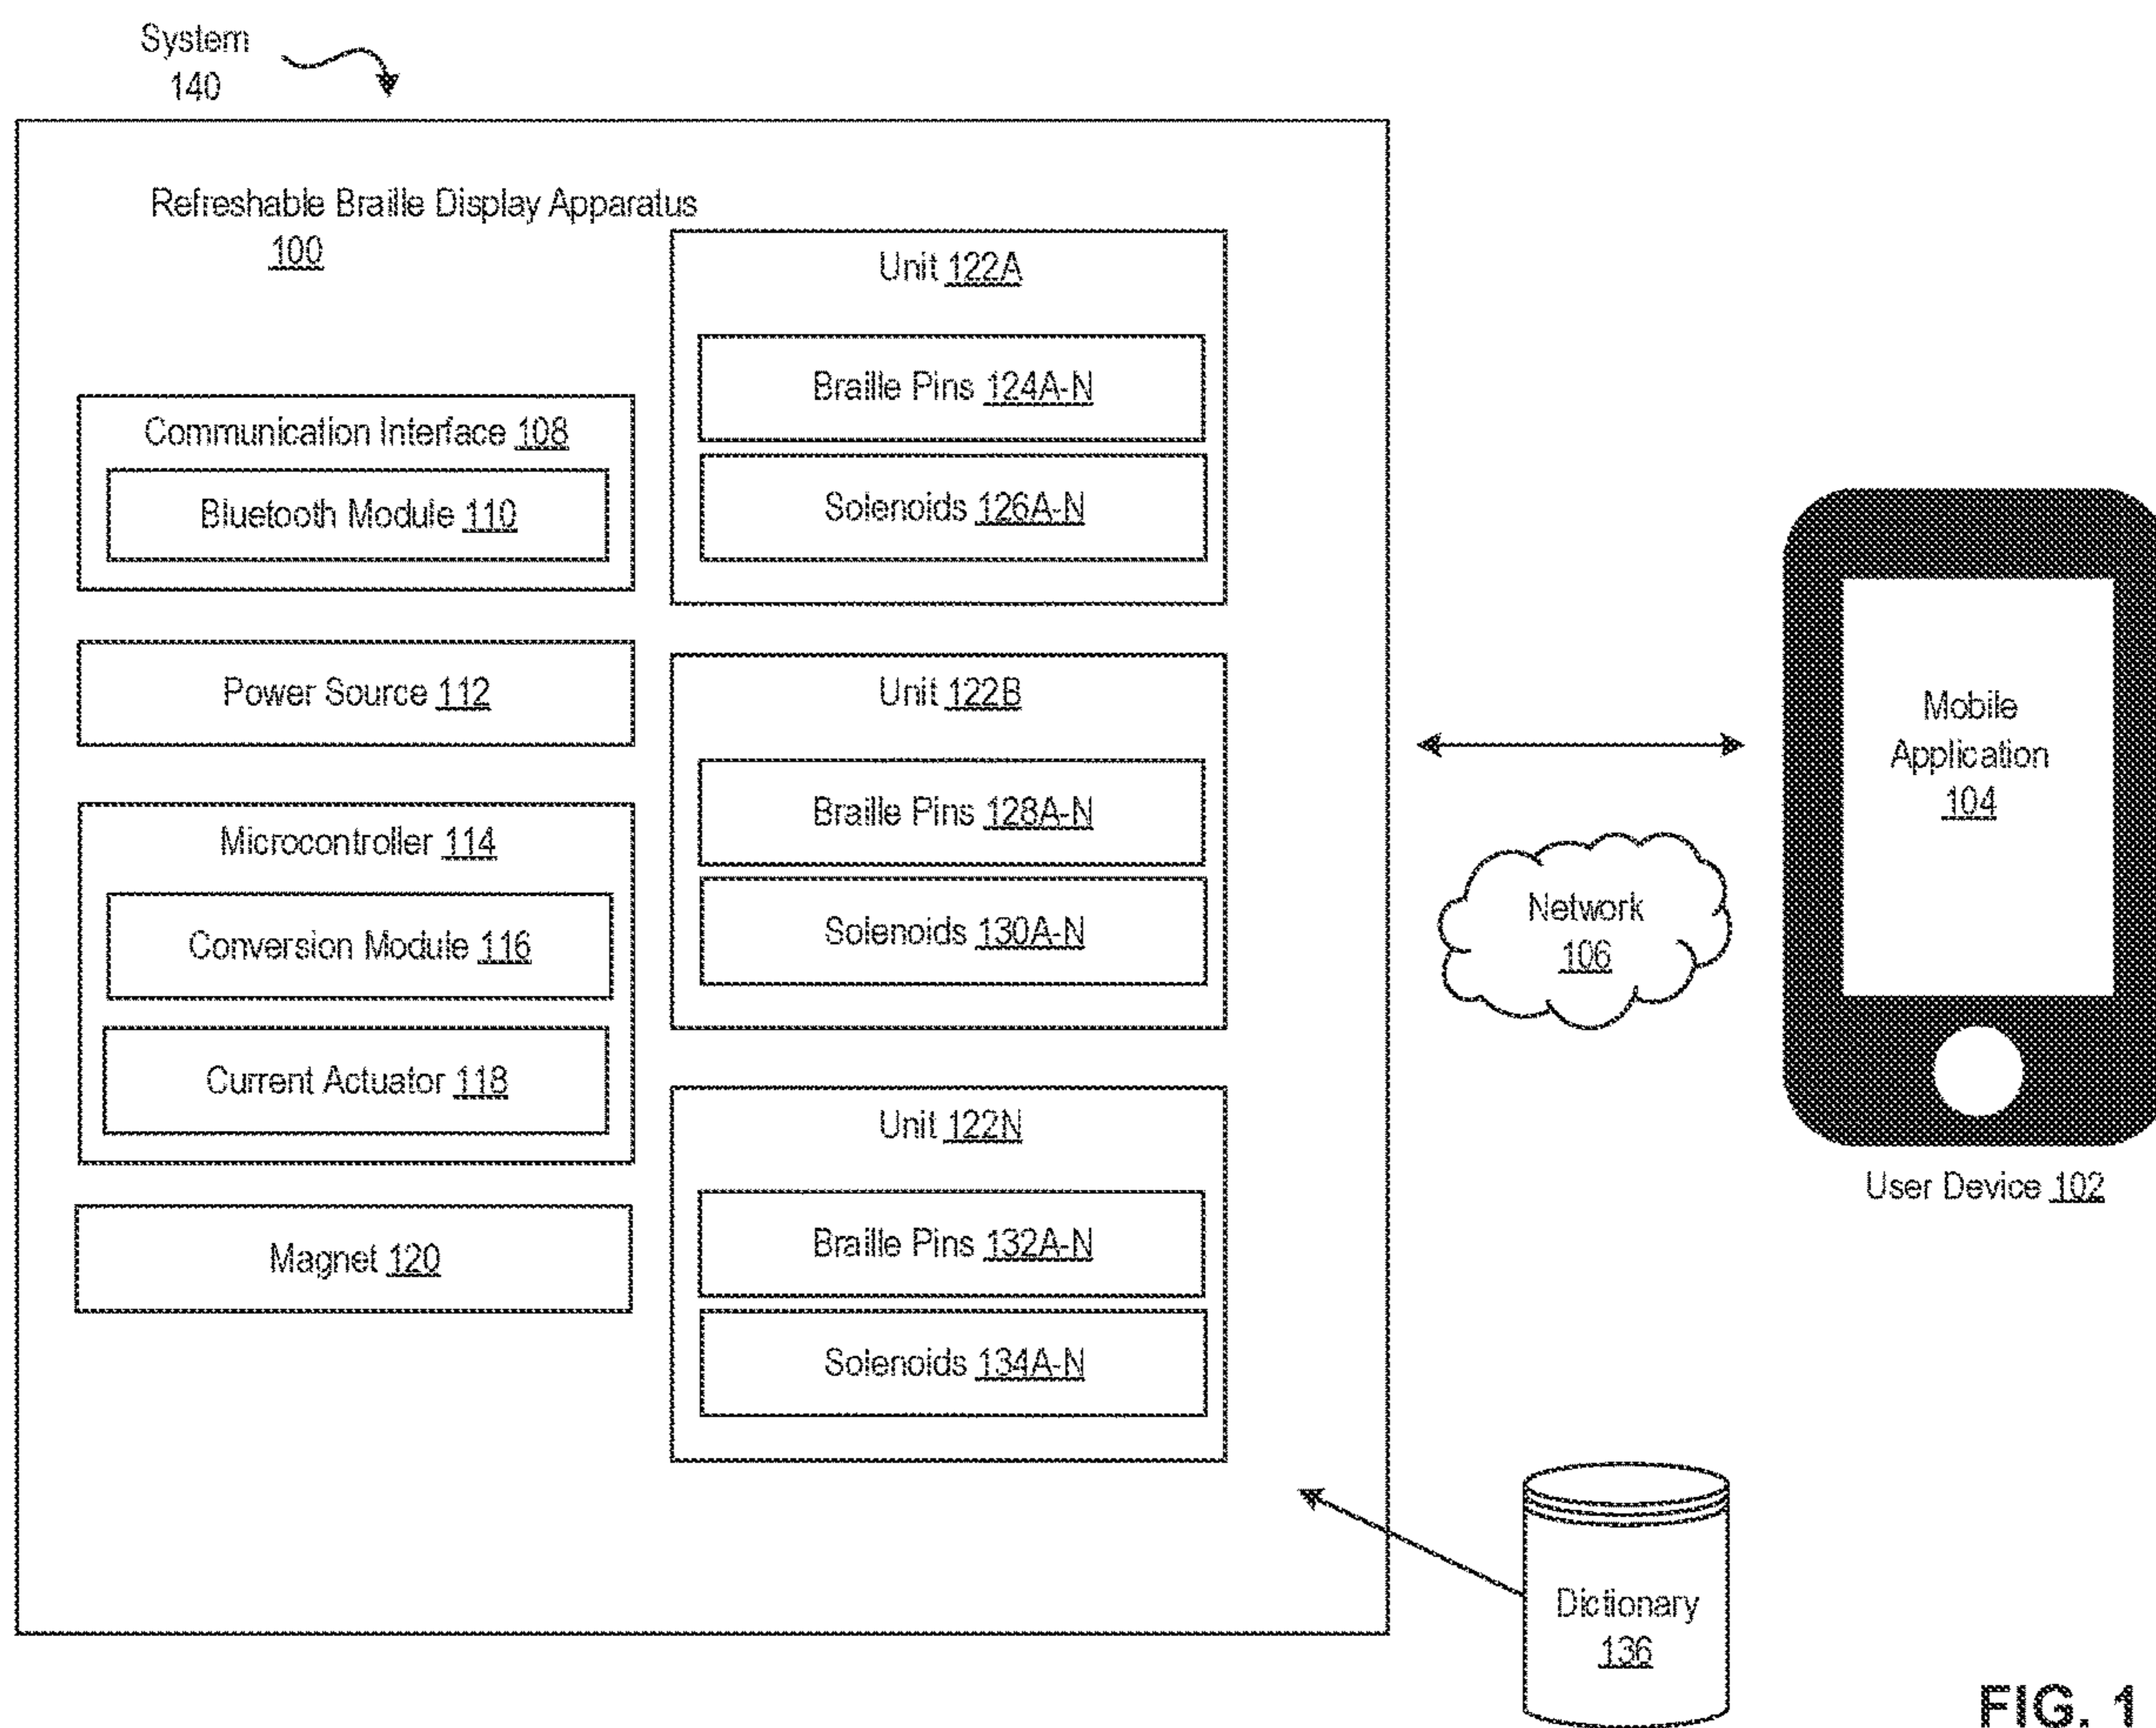 System
140
Refreshable Braille Display Apparatus
100
Communication Interface 108
Bluetooth Module 110
Power Source 112
Microcontroller 114
Conversion Module 116
Current Actuator 118
Magnet 120
Unit 122A
Braille Pins 124A-N
Solenoids 126A-N
Unit 122B
Braille Pins 128A-N
Solenoids 130A-N
Unit 122N
Braille Pins 132A-N
Solenoids 134A-N
Network
106
Mobile
Application
104
User Device 102
Dictionary
136
FIG. 1